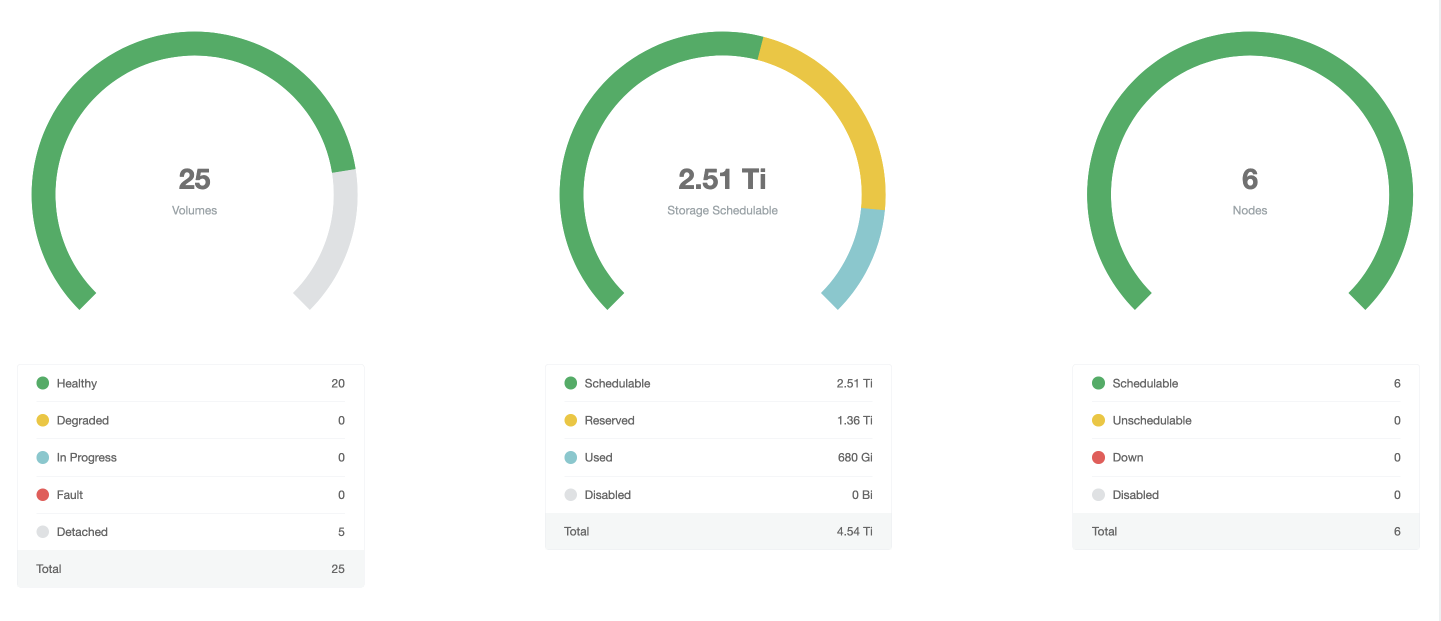 25
Volumes
Healthy 20
Degraded 0
In Progress 0
Fault 0
Detached 5
Total 25
2.51 Ti
Storage Schedulable
Schedulable 2.51 Ti
Reserved 1.36 Ti
Used 680 Gi
Disabled 0 Bi
Total 4.54 Ti
6
Nodes
Schedulable 6
Unschedulable 0
Down 0
Disabled 0
Total 6